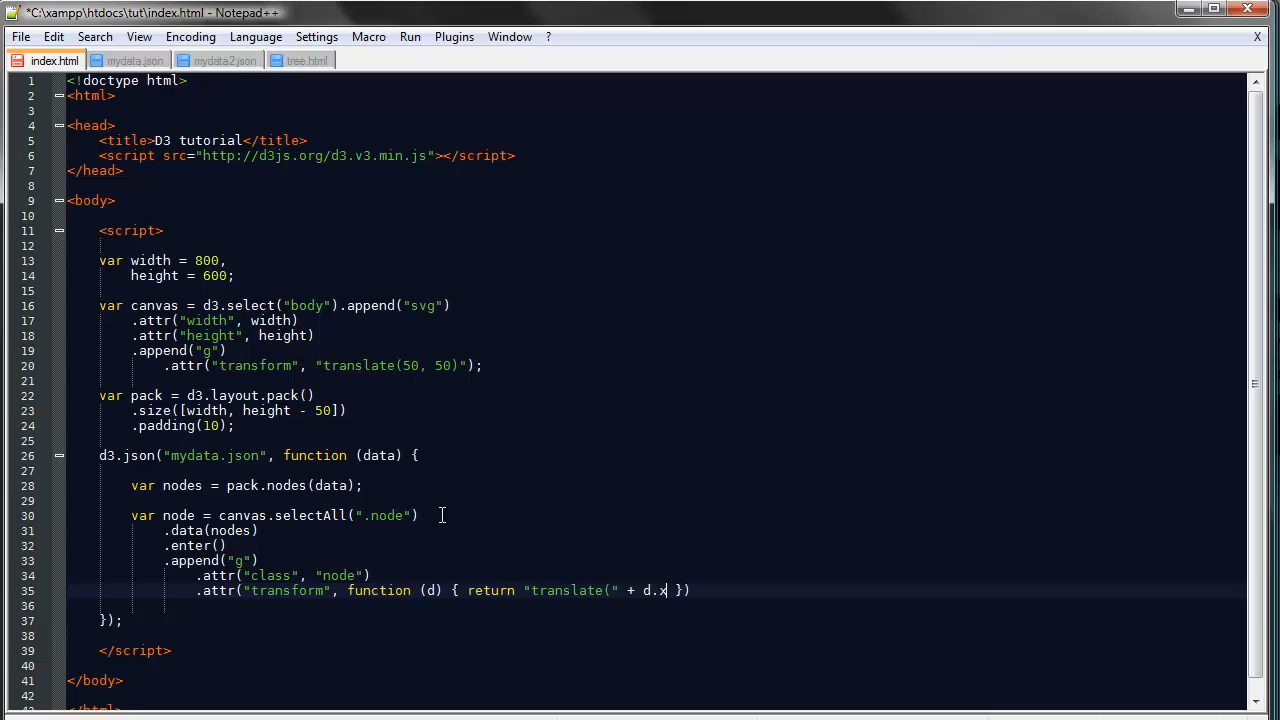 *C:\xampp\htdocs\tut\index.html - Notepad++
File Edit Search View Encoding Language Settings Macro Run Plugins Window ? X
index.html mydata.json mydata2.json tree.html
1 <!doctype html>
2 <html>
3
4 <head>
5 <title>D3 tutorial</title>
6 <script src="http://d3js.org/d3.v3.min.js"></script>
7 </head>
8
9 <body>
10
11 <script>
12
13 var width = 800,
14 height = 600;
15
16 var canvas = d3.select("body").append("svg")
17 .attr("width", width)
18 .attr("height", height)
19 .append("g")
20 .attr("transform", "translate(50, 50)");
21
22 var pack = d3.layout.pack()
23 .size([width, height - 50])
24 .padding(10);
25
26 d3.json("mydata.json", function (data) {
27
28 var nodes = pack.nodes(data);
29
30 var node = canvas.selectAll(".node")
31 .data(nodes)
32 .enter()
33 .append("g")
34 .attr("class", "node")
35 .attr("transform", function (d) { return "translate(" + d.x })
36
37 });
38
39 </script>
40
41 </body>
42
</html>